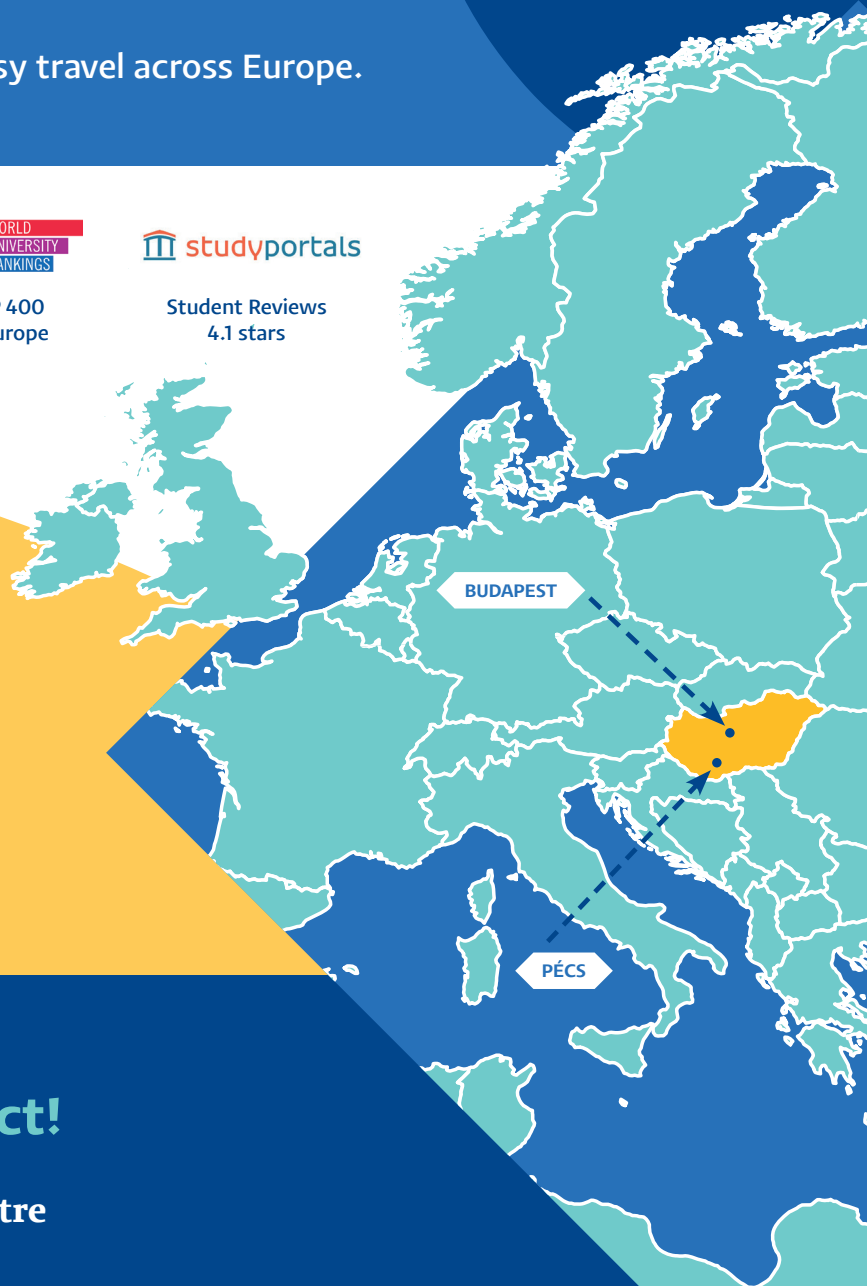 sy travel across Europe.
ORLD
NIVERSITY
ANKINGS
400
urope
studyportals
Student Reviews
4.1 stars
BUDAPEST
PÉCS
ct!
tre